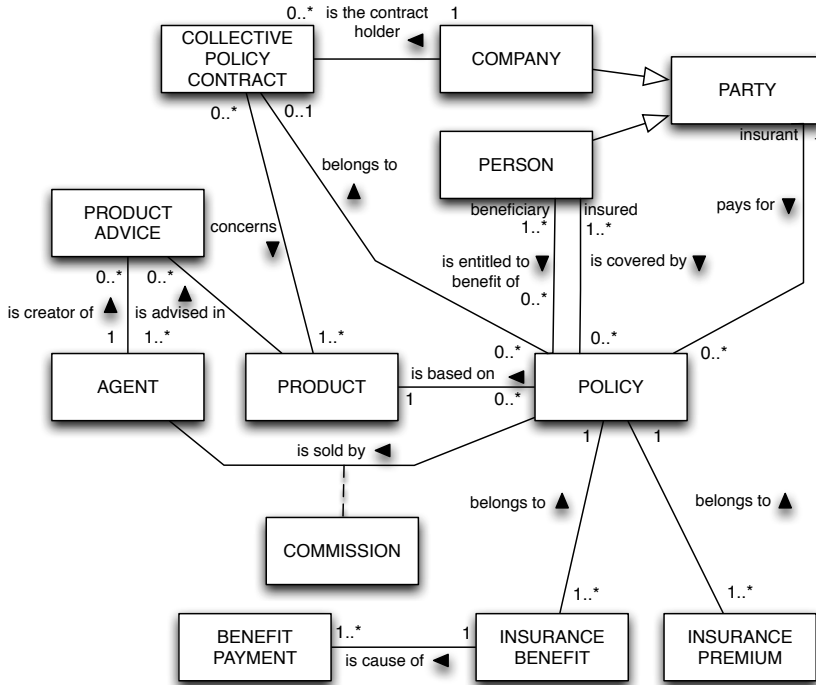 0..*
is the contract
holder
1
COLLECTIVE
POLICY
CONTRACT
COMPANY
PARTY
0..*
0..1
insurant
PERSON
belongs to
beneficiary
insured
1..*
1..*
pays for
PRODUCT
ADVICE
concerns
is entitled to
benefit of
is covered by
0..*
0..*
0..*
is creator of
is advised in
1
1..*
1..*
0..*
0..*
0..*
AGENT
PRODUCT
is based on
POLICY
1
0..*
is sold by
1
1
belongs to
belongs to
COMMISSION
1..*
1..*
BENEFIT
PAYMENT
1..*
1
is cause of
INSURANCE
BENEFIT
INSURANCE
PREMIUM